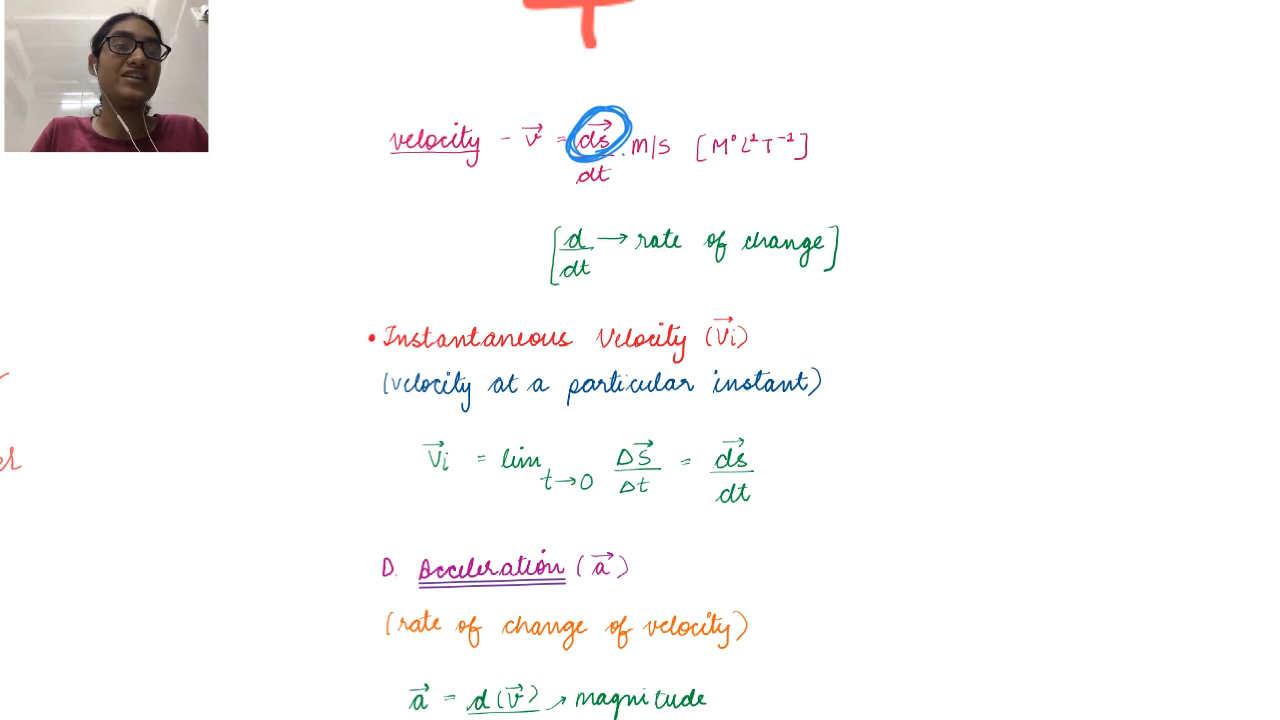 velocity - v⃗ = ds⃗/dt m/s [M⁰L¹T⁻¹]
[d/dt → rate of change]
• Instantaneous Velocity (v⃗i)
(velocity at a particular instant)
v⃗i = lim t→0 Δs⃗/Δt = ds⃗/dt
D. Acceleration (a⃗)
(rate of change of velocity)
a⃗ = d(v⃗) ↗ magnitude